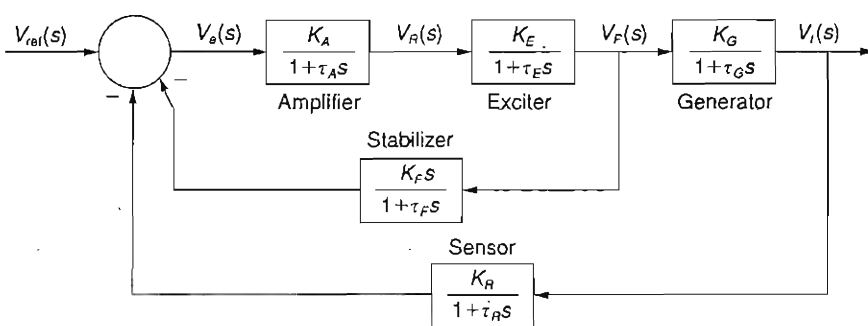 V_ref(s)
V_e(s)
K_A
1+τ_A s
Amplifier
V_R(s)
K_E
1+τ_E s
Exciter
V_F(s)
K_G
1+τ_G s
Generator
V_t(s)
−
−
Stabilizer
K_F s
1+τ_F s
Sensor
K_R
1+τ_R s